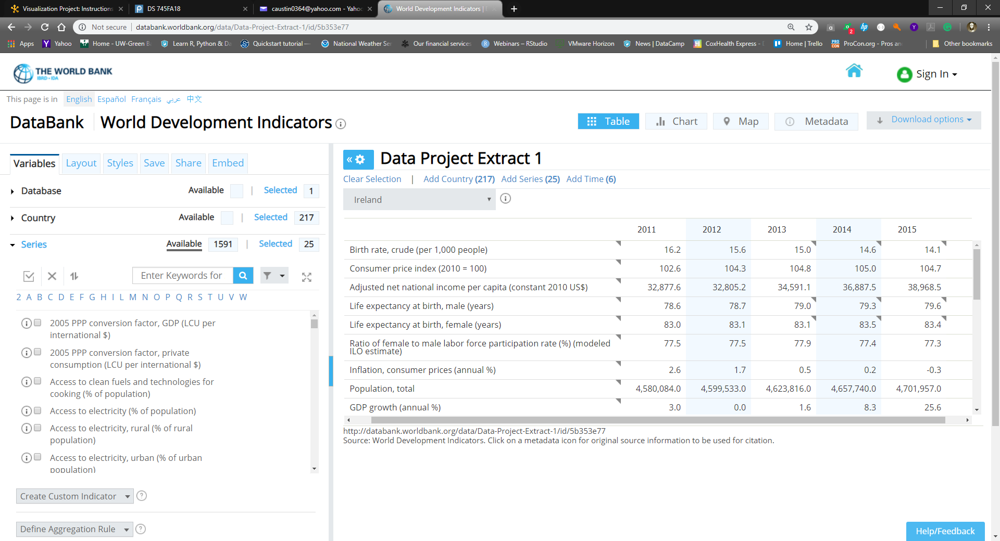 Visualization Project: Instructions
DS 745FA18
caustin0364@yahoo.com - Yahoo
World Development Indicators |
Not secure
databank.worldbank.org/data/Data-Project-Extract-1/id/5b353e77
Apps
Yahoo
Home - UW-Green B
Learn R, Python & Da
Quickstart tutorial —
National Weather Ser
Our financial services
Webinars – RStudio
VMware Horizon
News | DataCamp
CoxHealth Express -
Home | Trello
ProCon.org - Pros an
Other bookmarks
THE WORLD BANK
IBRD • IDA
Sign In
This page is in English Español Français عربي 中文
DataBank World Development Indicators
Table
Chart
Map
Metadata
Download options
Variables
Layout
Styles
Save
Share
Embed
Database Available | Selected 1
Country Available | Selected 217
Series Available 1591 | Selected 25
Enter Keywords for
2 A B C D E F G H I L M N O P Q R S T U V W
2005 PPP conversion factor, GDP (LCU per
international $)
2005 PPP conversion factor, private
consumption (LCU per international $)
Access to clean fuels and technologies for
cooking (% of population)
Access to electricity (% of population)
Access to electricity, rural (% of rural
population)
Access to electricity, urban (% of urban
population)
Create Custom Indicator
Define Aggregation Rule
« Data Project Extract 1
Clear Selection | Add Country (217) Add Series (25) Add Time (6)
Ireland
2011 2012 2013 2014 2015
Birth rate, crude (per 1,000 people) 16.2 15.6 15.0 14.6 14.1
Consumer price index (2010 = 100) 102.6 104.3 104.8 105.0 104.7
Adjusted net national income per capita (constant 2010 US$) 32,877.6 32,805.2 34,591.1 36,887.5 38,968.5
Life expectancy at birth, male (years) 78.6 78.7 79.0 79.3 79.6
Life expectancy at birth, female (years) 83.0 83.1 83.1 83.5 83.4
Ratio of female to male labor force participation rate (%) (modeled 77.5 77.5 77.9 77.4 77.3
ILO estimate)
Inflation, consumer prices (annual %) 2.6 1.7 0.5 0.2 -0.3
Population, total 4,580,084.0 4,599,533.0 4,623,816.0 4,657,740.0 4,701,957.0
GDP growth (annual %) 3.0 0.0 1.6 8.3 25.6
http://databank.worldbank.org/data/Data-Project-Extract-1/id/5b353e77
Source: World Development Indicators. Click on a metadata icon for original source information to be used for citation.
Help/Feedback